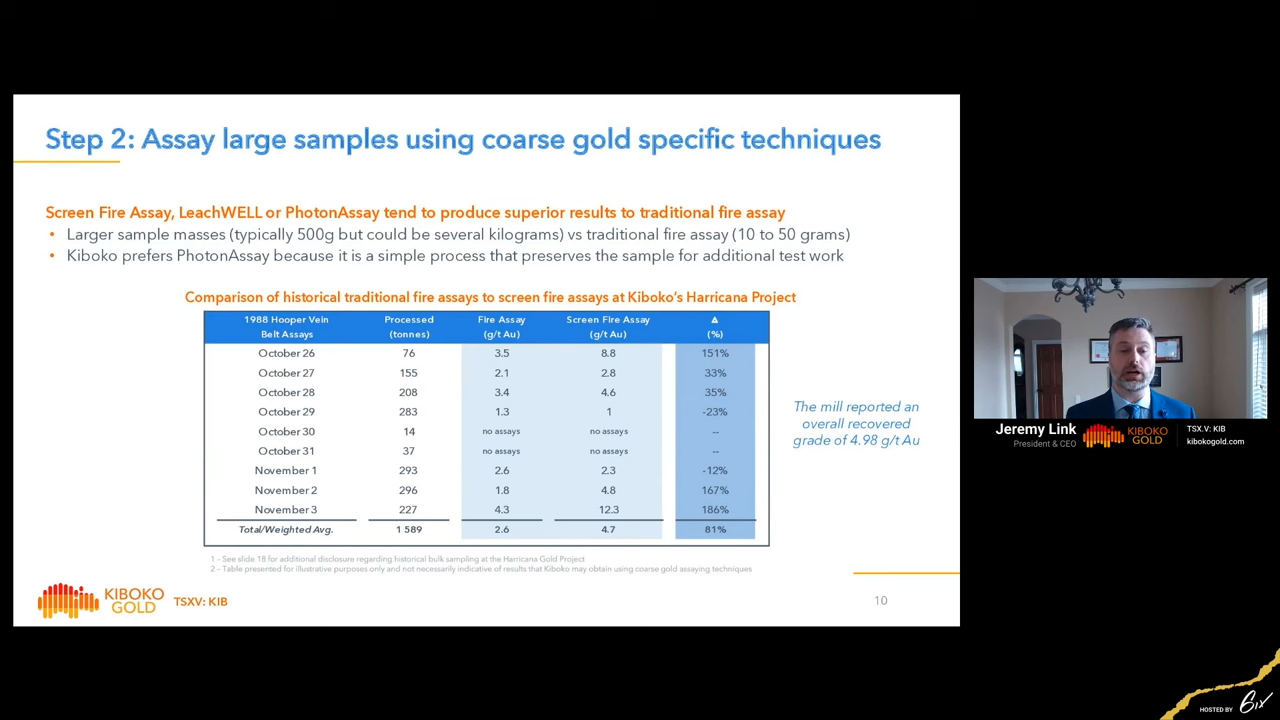 Step 2: Assay large samples using coarse gold specific techniques
Screen Fire Assay, LeachWELL or PhotonAssay tend to produce superior results to traditional fire assay
• Larger sample masses (typically 500g but could be several kilograms) vs traditional fire assay (10 to 50 grams)
• Kiboko prefers PhotonAssay because it is a simple process that preserves the sample for additional test work
Comparison of historical traditional fire assays to screen fire assays at Kiboko's Harricana Project
1988 Hooper Vein Processed Fire Assay Screen Fire Assay Δ
Belt Assays (tonnes) (g/t Au) (g/t Au) (%)
October 26 76 3.5 8.8 151%
October 27 155 2.1 2.8 33%
October 28 208 3.4 4.6 35%
October 29 283 1.3 1 -23%
October 30 14 no assays no assays --
October 31 37 no assays no assays --
November 1 293 2.6 2.3 -12%
November 2 296 1.8 4.8 167%
November 3 227 4.3 12.3 186%
Total/Weighted Avg. 1 589 2.6 4.7 81%
The mill reported an
overall recovered
grade of 4.98 g/t Au
1 - See slide 18 for additional disclosure regarding historical bulk sampling at the Harricana Gold Project
2 - Table presented for illustrative purposes only and not necessarily indicative of results that Kiboko may obtain using coarse gold assaying techniques
KIBOKO
GOLD
TSXV: KIB
10
Jeremy Link
President & CEO
KIBOKO
GOLD
TSX.V: KIB
kibokogold.com
HOSTED BY 6ix